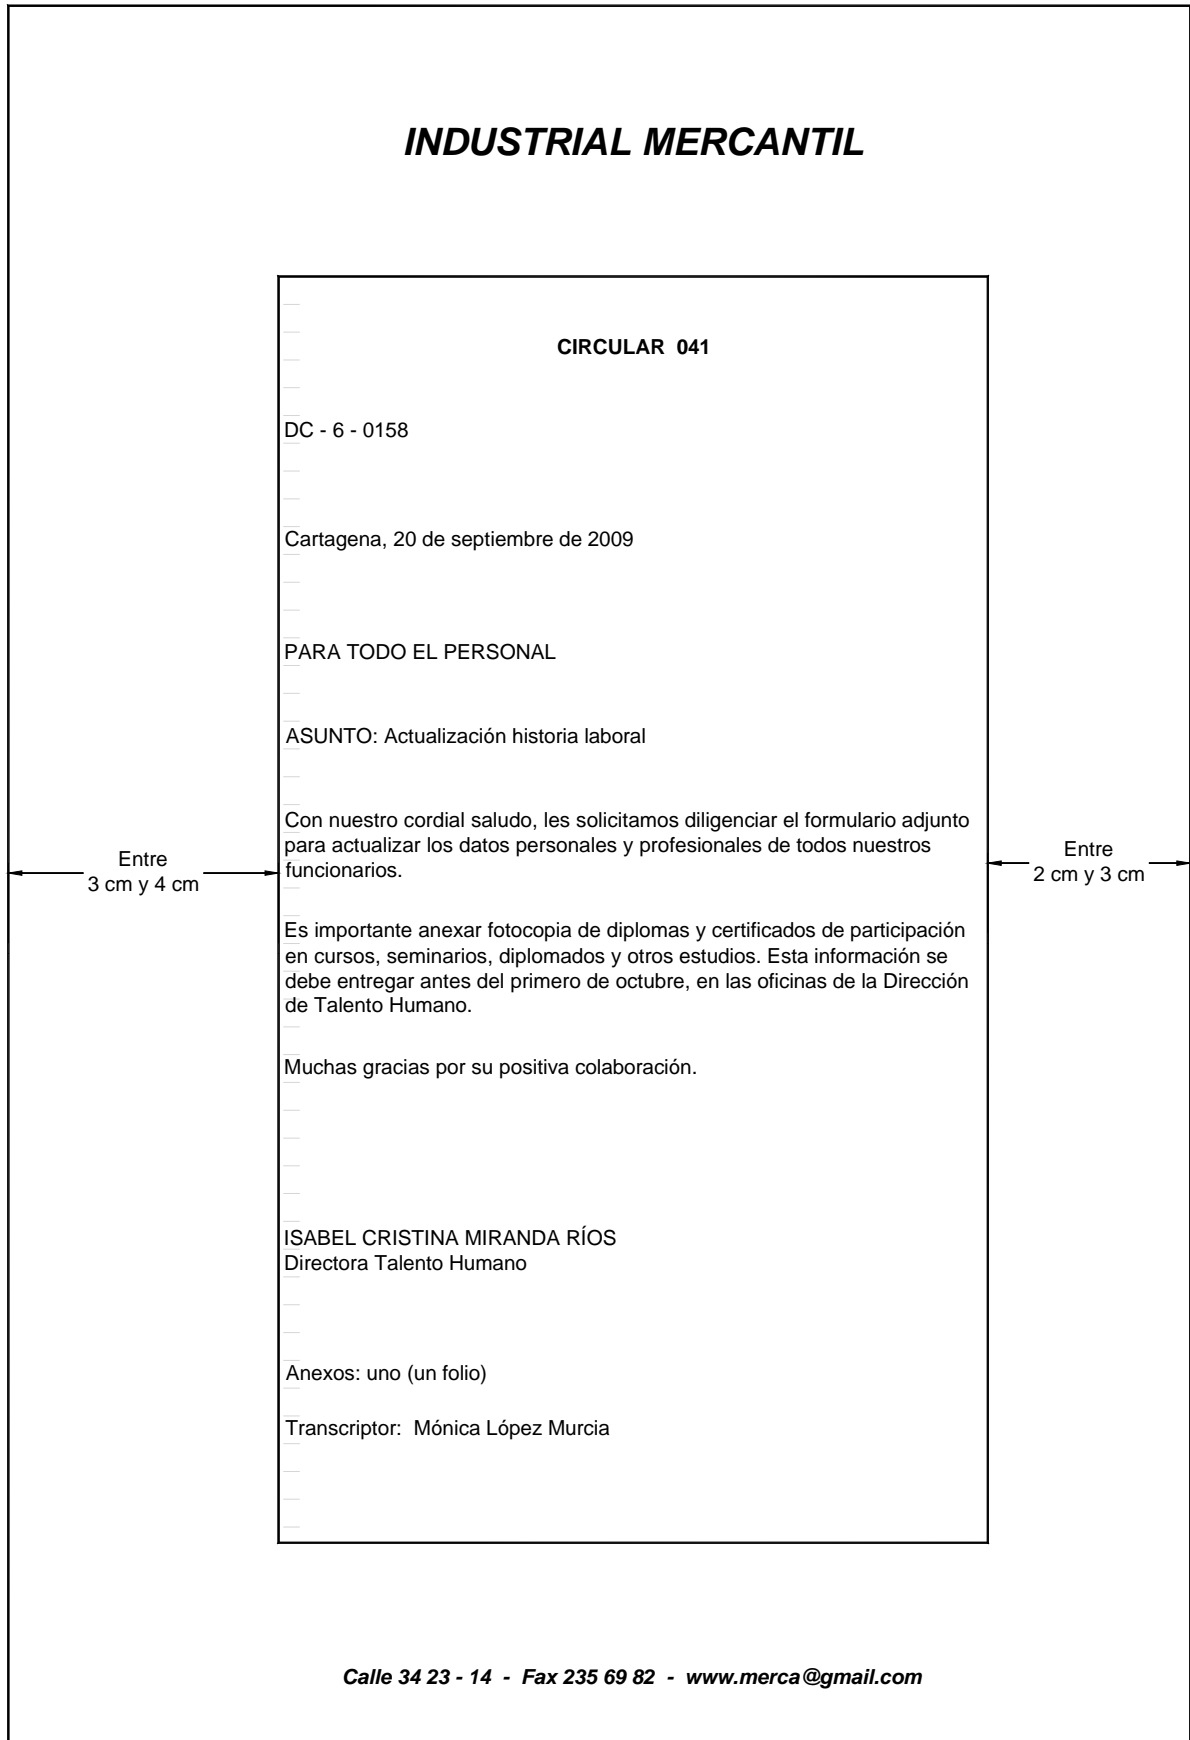 INDUSTRIAL MERCANTIL
CIRCULAR  041
DC - 6 - 0158
Cartagena, 20 de septiembre de 2009
PARA TODO EL PERSONAL
ASUNTO: Actualización historia laboral
Con nuestro cordial saludo, les solicitamos diligenciar el formulario adjunto
para actualizar los datos personales y profesionales de todos nuestros
funcionarios.
Entre
3 cm y 4 cm
Entre
2 cm y 3 cm
Es importante anexar fotocopia de diplomas y certificados de participación
en cursos, seminarios, diplomados y otros estudios. Esta información se
debe entregar antes del primero de octubre, en las oficinas de la Dirección
de Talento Humano.
Muchas gracias por su positiva colaboración.
ISABEL CRISTINA MIRANDA RÍOS
Directora Talento Humano
Anexos: uno (un folio)
Transcriptor:  Mónica López Murcia
Calle 34 23 - 14  -  Fax 235 69 82  -  www.merca@gmail.com